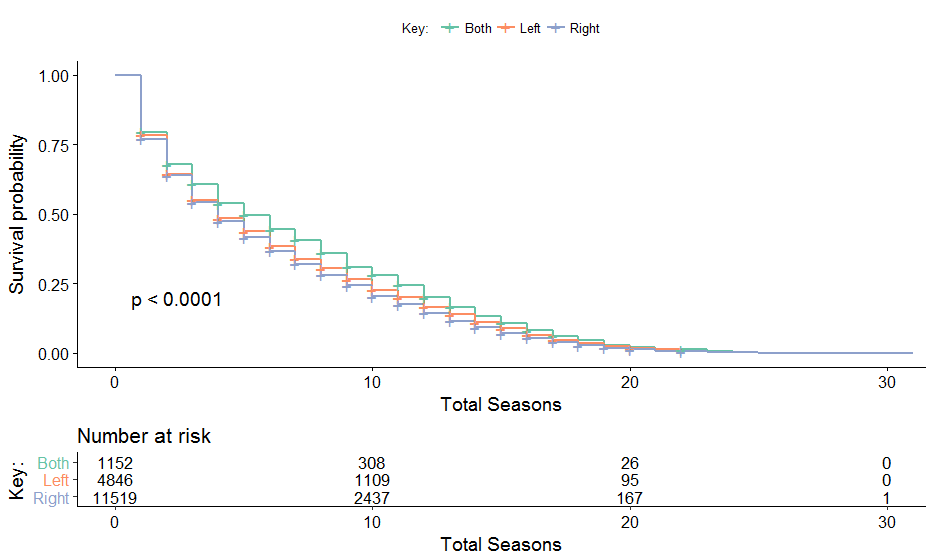 Key: Both Left Right
1.00
0.75
0.50
0.25
0.00
Survival probability
p < 0.0001
0 10 20 30
Total Seasons
Number at risk
Key:
Both 1152 308 26 0
Left 4846 1109 95 0
Right 11519 2437 167 1
0 10 20 30
Total Seasons